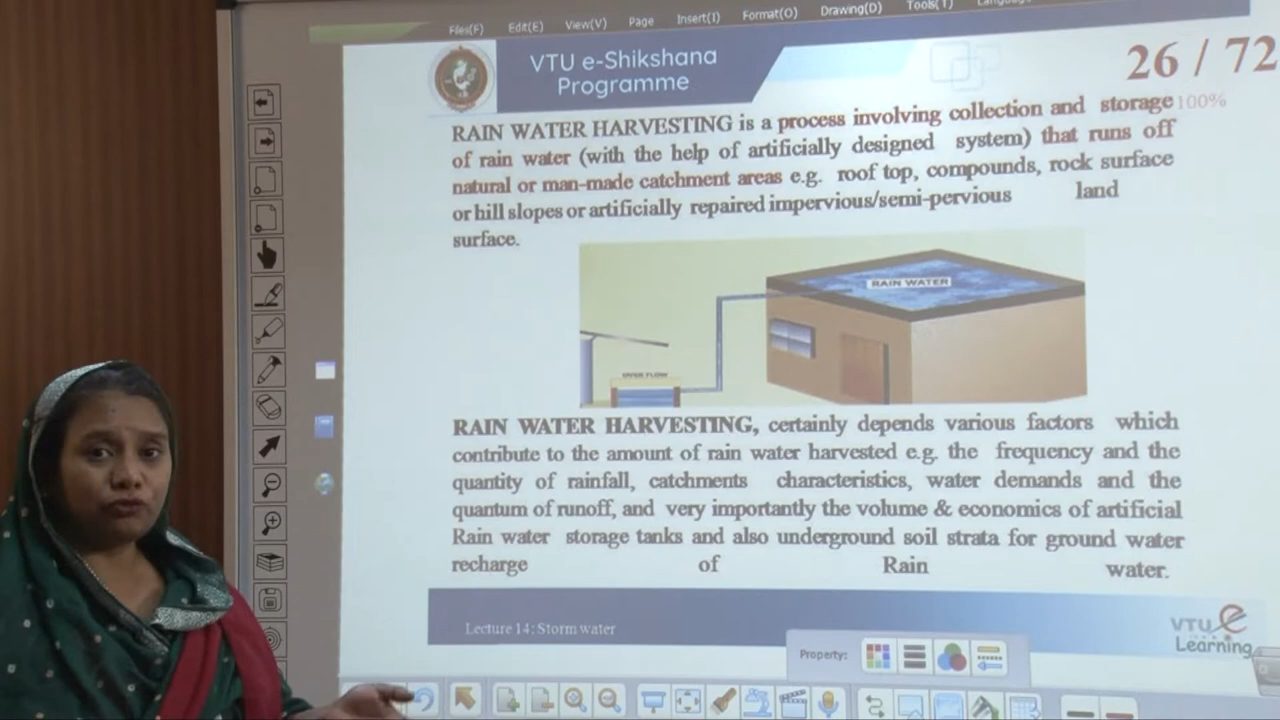 Files(F) Edit(E) View(V) Page Insert(I) Format(O) Drawing(D) Tools(T) Language
VTU e-Shikshana
Programme
26 / 72
100%
RAIN WATER HARVESTING is a process involving collection and storage
of rain water (with the help of artificially designed system) that runs off
natural or man-made catchment areas e.g. roof top, compounds, rock surface
or hill slopes or artificially repaired impervious/semi-pervious land
surface.
RAIN WATER
OVER FLOW
RAIN WATER HARVESTING, certainly depends various factors which
contribute to the amount of rain water harvested e.g. the frequency and the
quantity of rainfall, catchments characteristics, water demands and the
quantum of runoff, and very importantly the volume & economics of artificial
Rain water storage tanks and also underground soil strata for ground water
recharge of Rain water.
Lecture 14: Storm water
VTU e
Learning
Property: